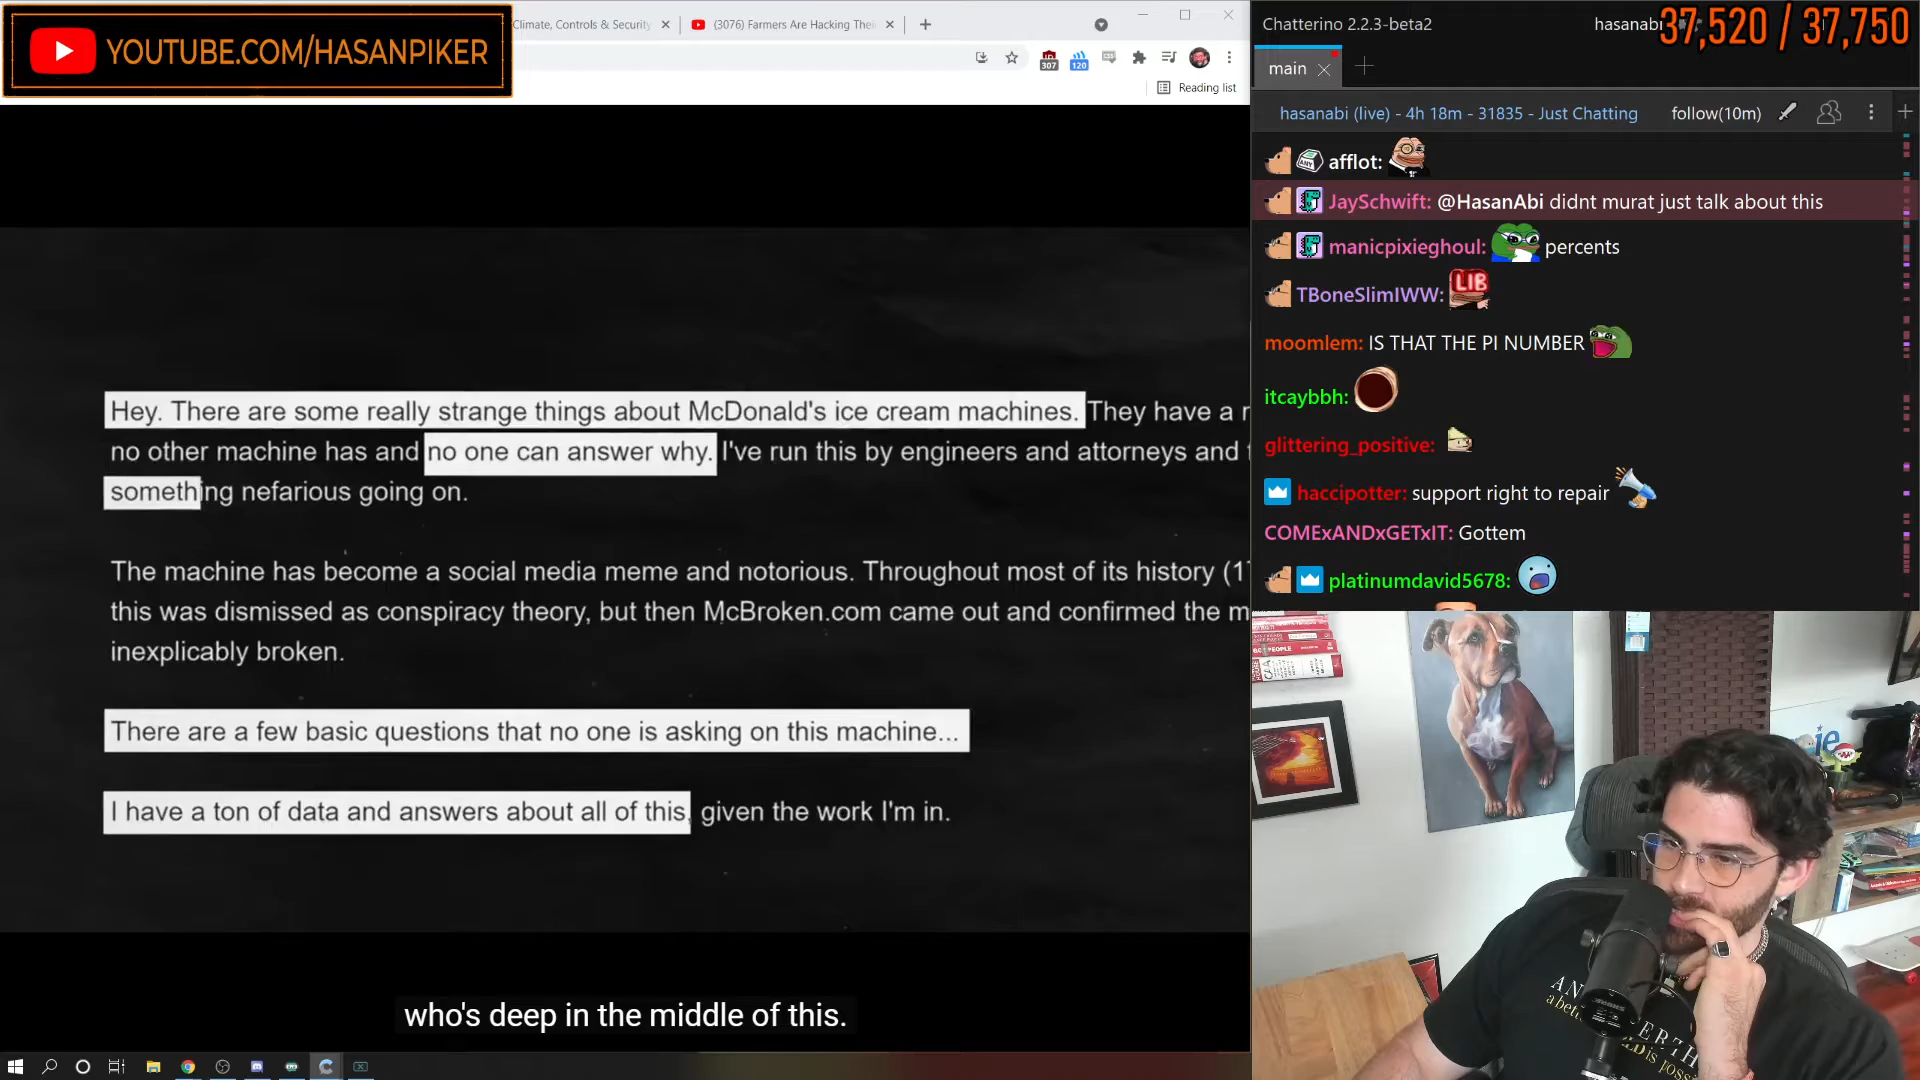 YOUTUBE.COM/HASANPIKER
Climate, Controls & Security
(3076) Farmers Are Hacking Thei
307
120
Reading list
Hey. There are some really strange things about McDonald's ice cream machines. They have a r
no other machine has and no one can answer why. I've run this by engineers and attorneys and t
something nefarious going on.
The machine has become a social media meme and notorious. Throughout most of its history (17
this was dismissed as conspiracy theory, but then McBroken.com came out and confirmed the m
inexplicably broken.
There are a few basic questions that no one is asking on this machine...
I have a ton of data and answers about all of this, given the work I'm in.
who's deep in the middle of this.
Chatterino 2.2.3-beta2
hasanabi
37,520 / 37,750
main
hasanabi (live) - 4h 18m - 31835 - Just Chatting
follow(10m)
afflot:
JaySchwift: @HasanAbi didnt murat just talk about this
manicpixieghoul: percents
TBoneSlimIWW: LIB
moomlem: IS THAT THE PI NUMBER
itcaybbh:
glittering_positive:
haccipotter: support right to repair
COMExANDxGETxIT: Gottem
platinumdavid5678: